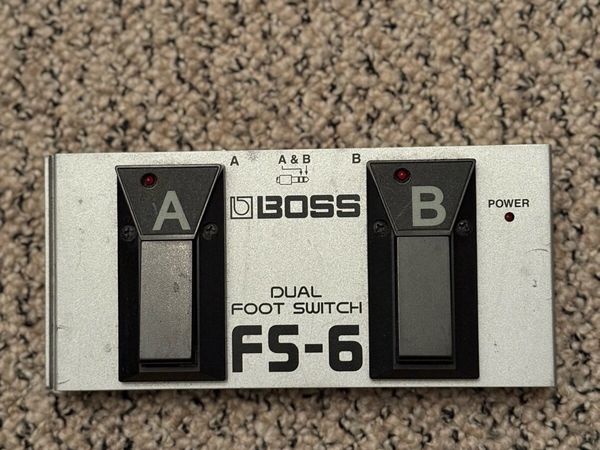 A A & B B
A B
BOSS
POWER
DUAL
FOOT SWITCH
FS-6